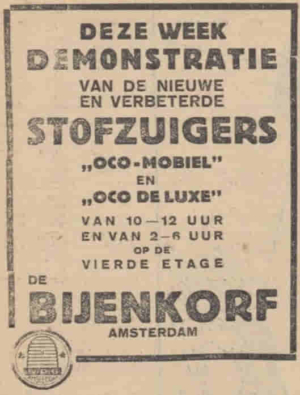 DEZE WEEK
DEMONSTRATIE
VAN DE NIEUWE
EN VERBETERDE
STOFZUIGERS
„OCO-MOBIEL”
EN
„OCO DE LUXE”
VAN 10—12 UUR
EN VAN 2–6 UUR
OP DE
VIERDE ETAGE
DE
BIJENKORF
AMSTERDAM